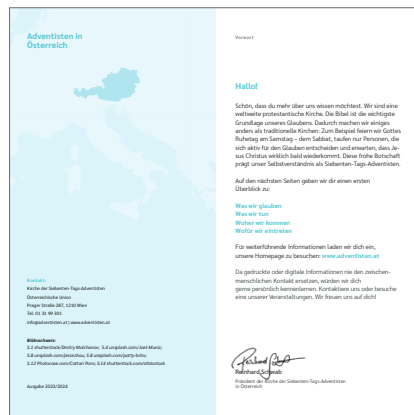 Adventisten in
Österreich
Kontakt:
Kirche der Siebenten-Tags-Adventisten
Österreichische Union
Prager Straße 287, 1210 Wien
Tel: 01 31 99 301
info@adventisten.at | www.adventisten.at
Bildnachweis:
S.1 shutterstock/Dmitry Molchanov; S.4 unsplash.com/Joel-Muniz;
S.8 unsplash.com/jesse.thou; S.8 unsplash.com/patty-brito;
S.12 Photocase.com/Cattari Pons; S.14 shutterstock.com/allstockstock
Ausgabe 2023/2024
Vorwort
Hallo!
Schön, dass du mehr über uns wissen möchtest. Wir sind eine
weltweite protestantische Kirche. Die Bibel ist die wichtigste
Grundlage unseres Glaubens. Dadurch machen wir einiges
anders als traditionelle Kirchen: Zum Beispiel feiern wir Gottes
Ruhetag am Samstag – dem Sabbat, taufen nur Personen, die
sich aktiv für den Glauben entscheiden und erwarten, dass Je-
sus Christus wirklich bald wiederkommt. Diese frohe Botschaft
prägt unser Selbstverständnis als Siebenten-Tags-Adventisten.
Auf den nächsten Seiten geben wir dir einen ersten
Überblick zu:
Was wir glauben
Was wir tun
Woher wir kommen
Wofür wir eintreten
Für weiterführende Informationen laden wir dich ein,
unsere Homepage zu besuchen: www.adventisten.at
Da gedruckte oder digitale Informationen nie den zwischen-
menschlichen Kontakt ersetzen, würden wir dich
gerne persönlich kennenlernen. Kontaktiere uns oder besuche
eine unserer Veranstaltungen. Wir freuen uns auf dich!
Reinhard Schwab
Präsident der Kirche der Siebenten-Tags-Adventisten
in Österreich